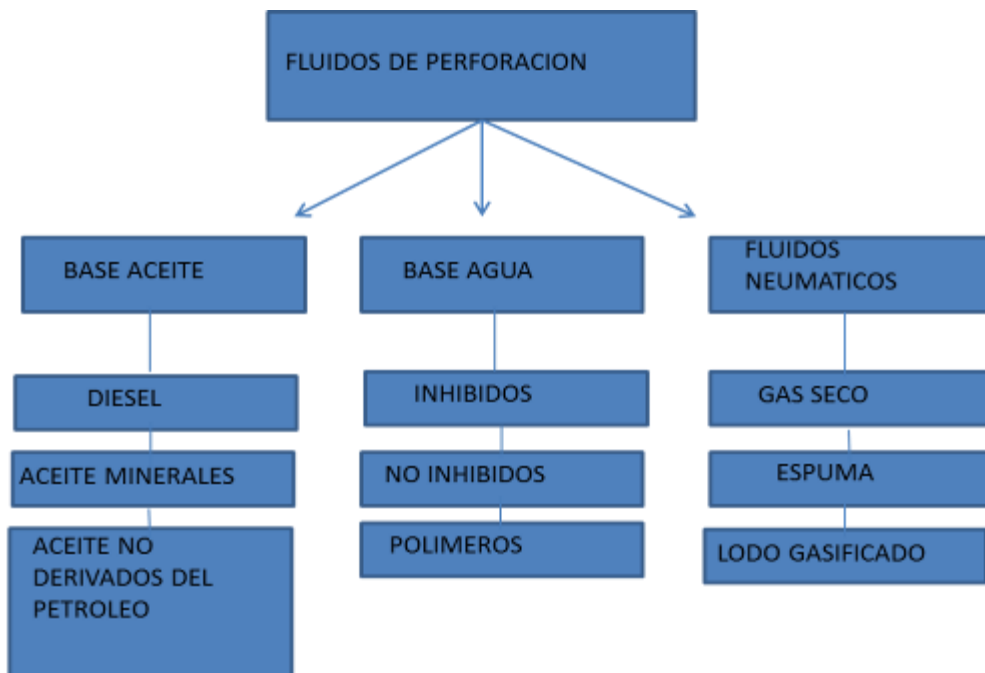 FLUIDOS DE PERFORACION
BASE ACEITE
DIESEL
ACEITE MINERALES
ACEITE NO
DERIVADOS DEL
PETROLEO
BASE AGUA
INHIBIDOS
NO INHIBIDOS
POLIMEROS
FLUIDOS
NEUMATICOS
GAS SECO
ESPUMA
LODO GASIFICADO